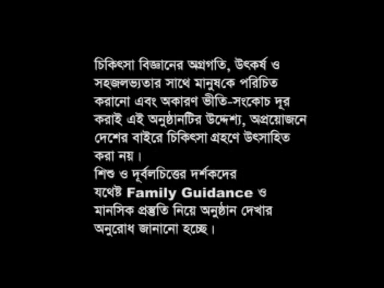 চিকিৎসা বিজ্ঞানের অগ্রগতি, উৎকর্ষ ও
সহজলভ্যতার সাথে মানুষকে পরিচিত
করানো এবং অকারণ ভীতি-সংকোচ দূর
করাই এই অনুষ্ঠানটির উদ্দেশ্য, অপ্রয়োজনে
দেশের বাইরে চিকিৎসা গ্রহণে উৎসাহিত
করা নয়।
শিশু ও দূর্বলচিত্তের দর্শকদের
যথেষ্ট Family Guidance ও
মানসিক প্রস্তুতি নিয়ে অনুষ্ঠান দেখার
অনুরোধ জানানো হচ্ছে।